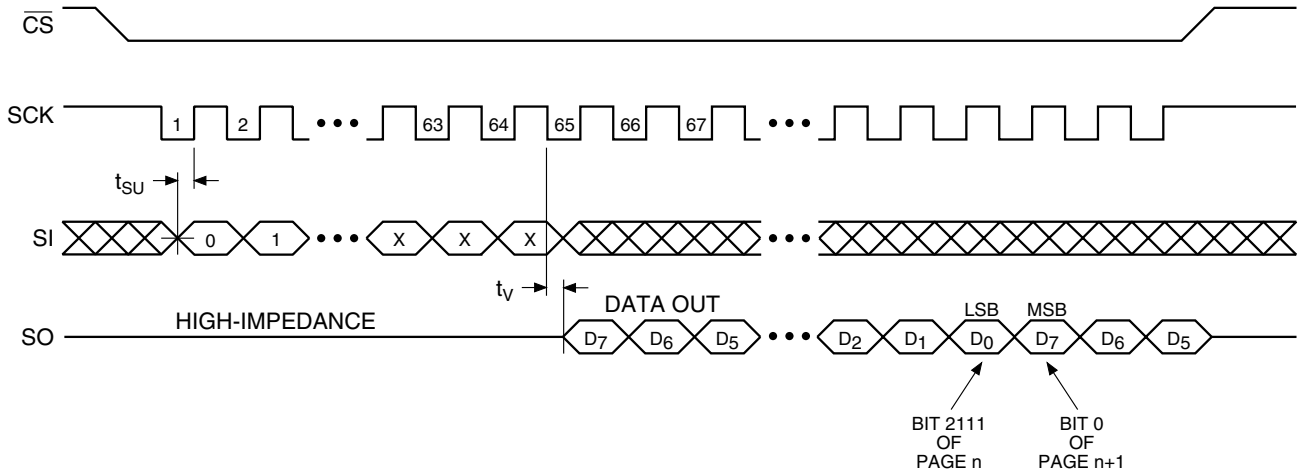 CS
SCK 1 2 ••• 63 64 65 66 67 •••
tSU
SI 0 1 ••• X X X •••
tV
DATA OUT
HIGH-IMPEDANCE
LSB MSB
SO D7 D6 D5 ••• D2 D1 D0 D7 D6 D5
BIT 2111
OF
PAGE n
BIT 0
OF
PAGE n+1